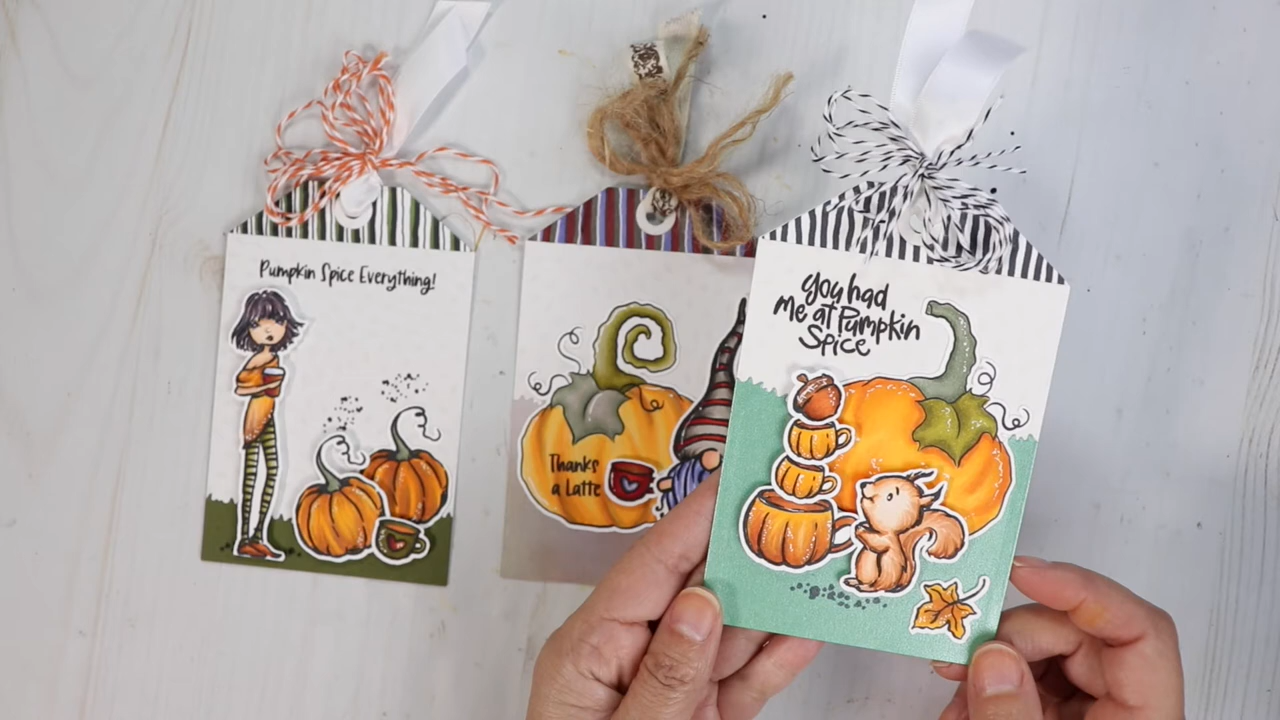 Pumpkin Spice Everything!
Thanks
a Latte
you had
me at Pumpkin
Spice